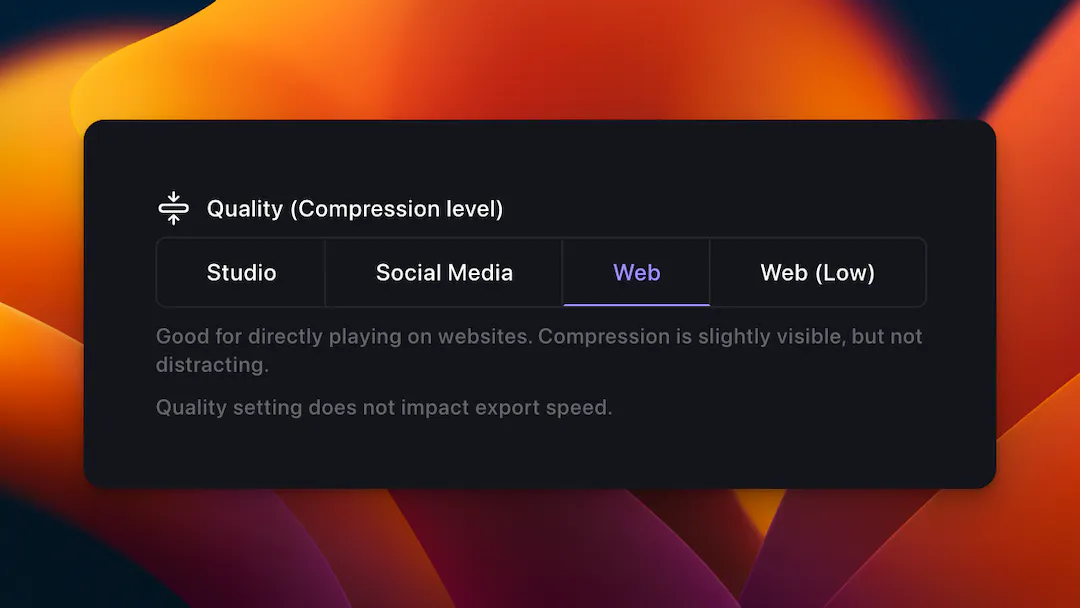 Quality (Compression level)
Studio
Social Media
Web
Web (Low)
Good for directly playing on websites. Compression is slightly visible, but not
distracting.
Quality setting does not impact export speed.